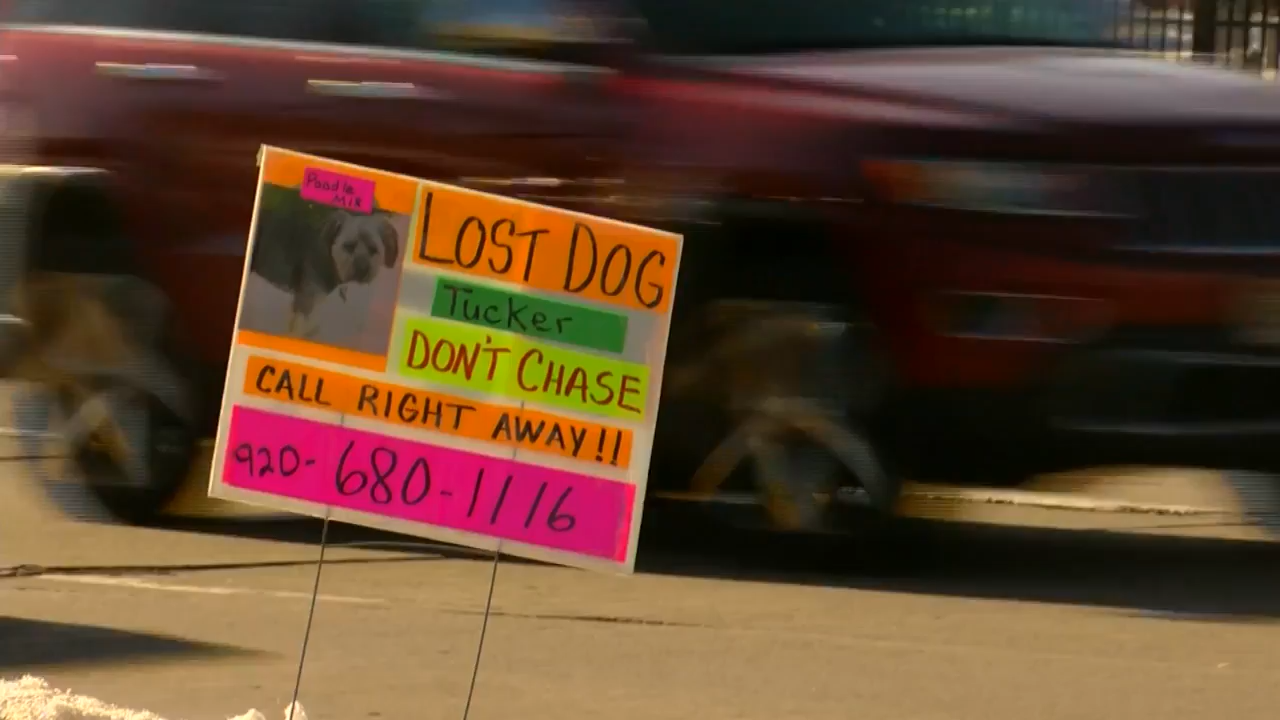 Poodle
Mix
LOST DOG
Tucker
DON'T CHASE
CALL RIGHT AWAY!!
920-680-1116